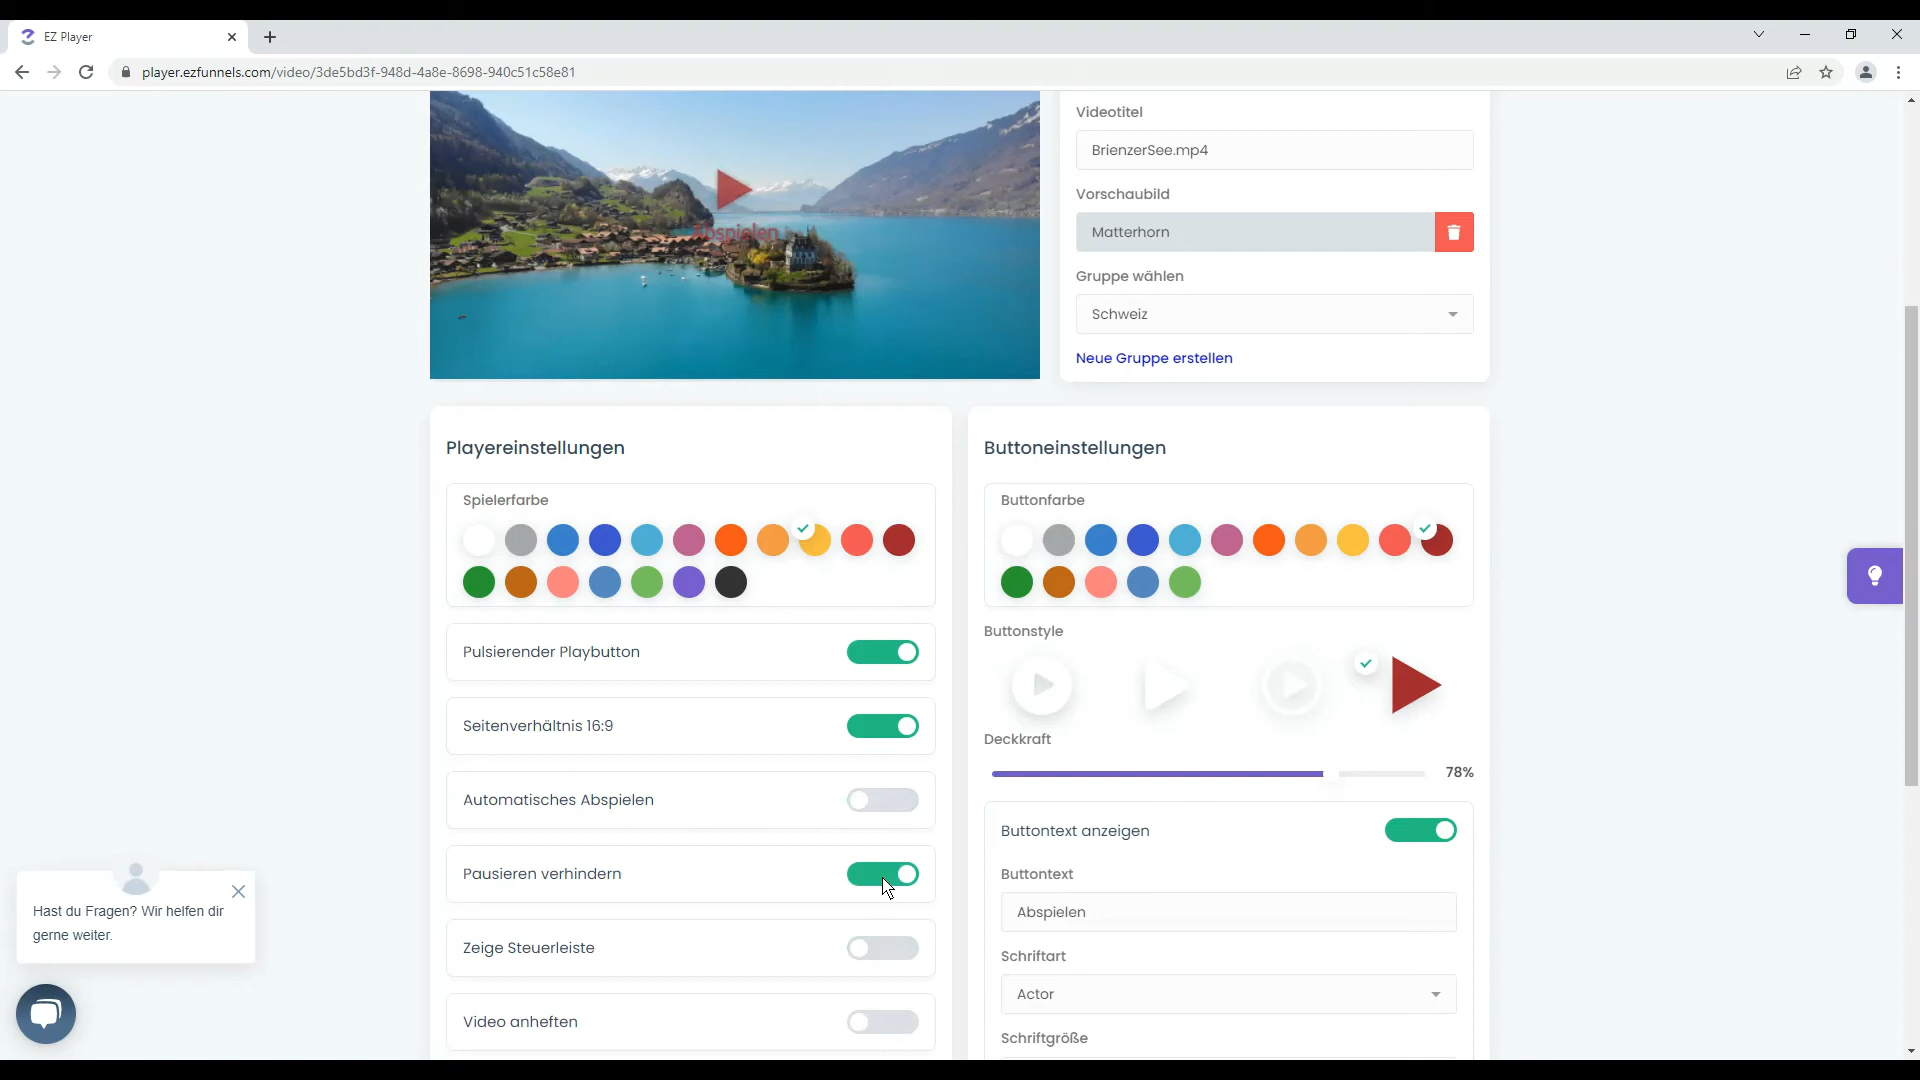 EZ Player
player.ezfunnels.com/video/3de5bd3f-948d-4a8e-8698-940c51c58e81
Abspielen
Videotitel
BrienzerSee.mp4
Vorschaubild
Matterhorn
Gruppe wählen
Schweiz
Neue Gruppe erstellen
Playereinstellungen
Spielerfarbe
Pulsierender Playbutton
Seitenverhältnis 16:9
Automatisches Abspielen
Pausieren verhindern
Zeige Steuerleiste
Video anheften
Buttoneinstellungen
Buttonfarbe
Buttonstyle
Deckkraft
78%
Buttontext anzeigen
Buttontext
Abspielen
Schriftart
Actor
Schriftgröße
Hast du Fragen? Wir helfen dir
gerne weiter.